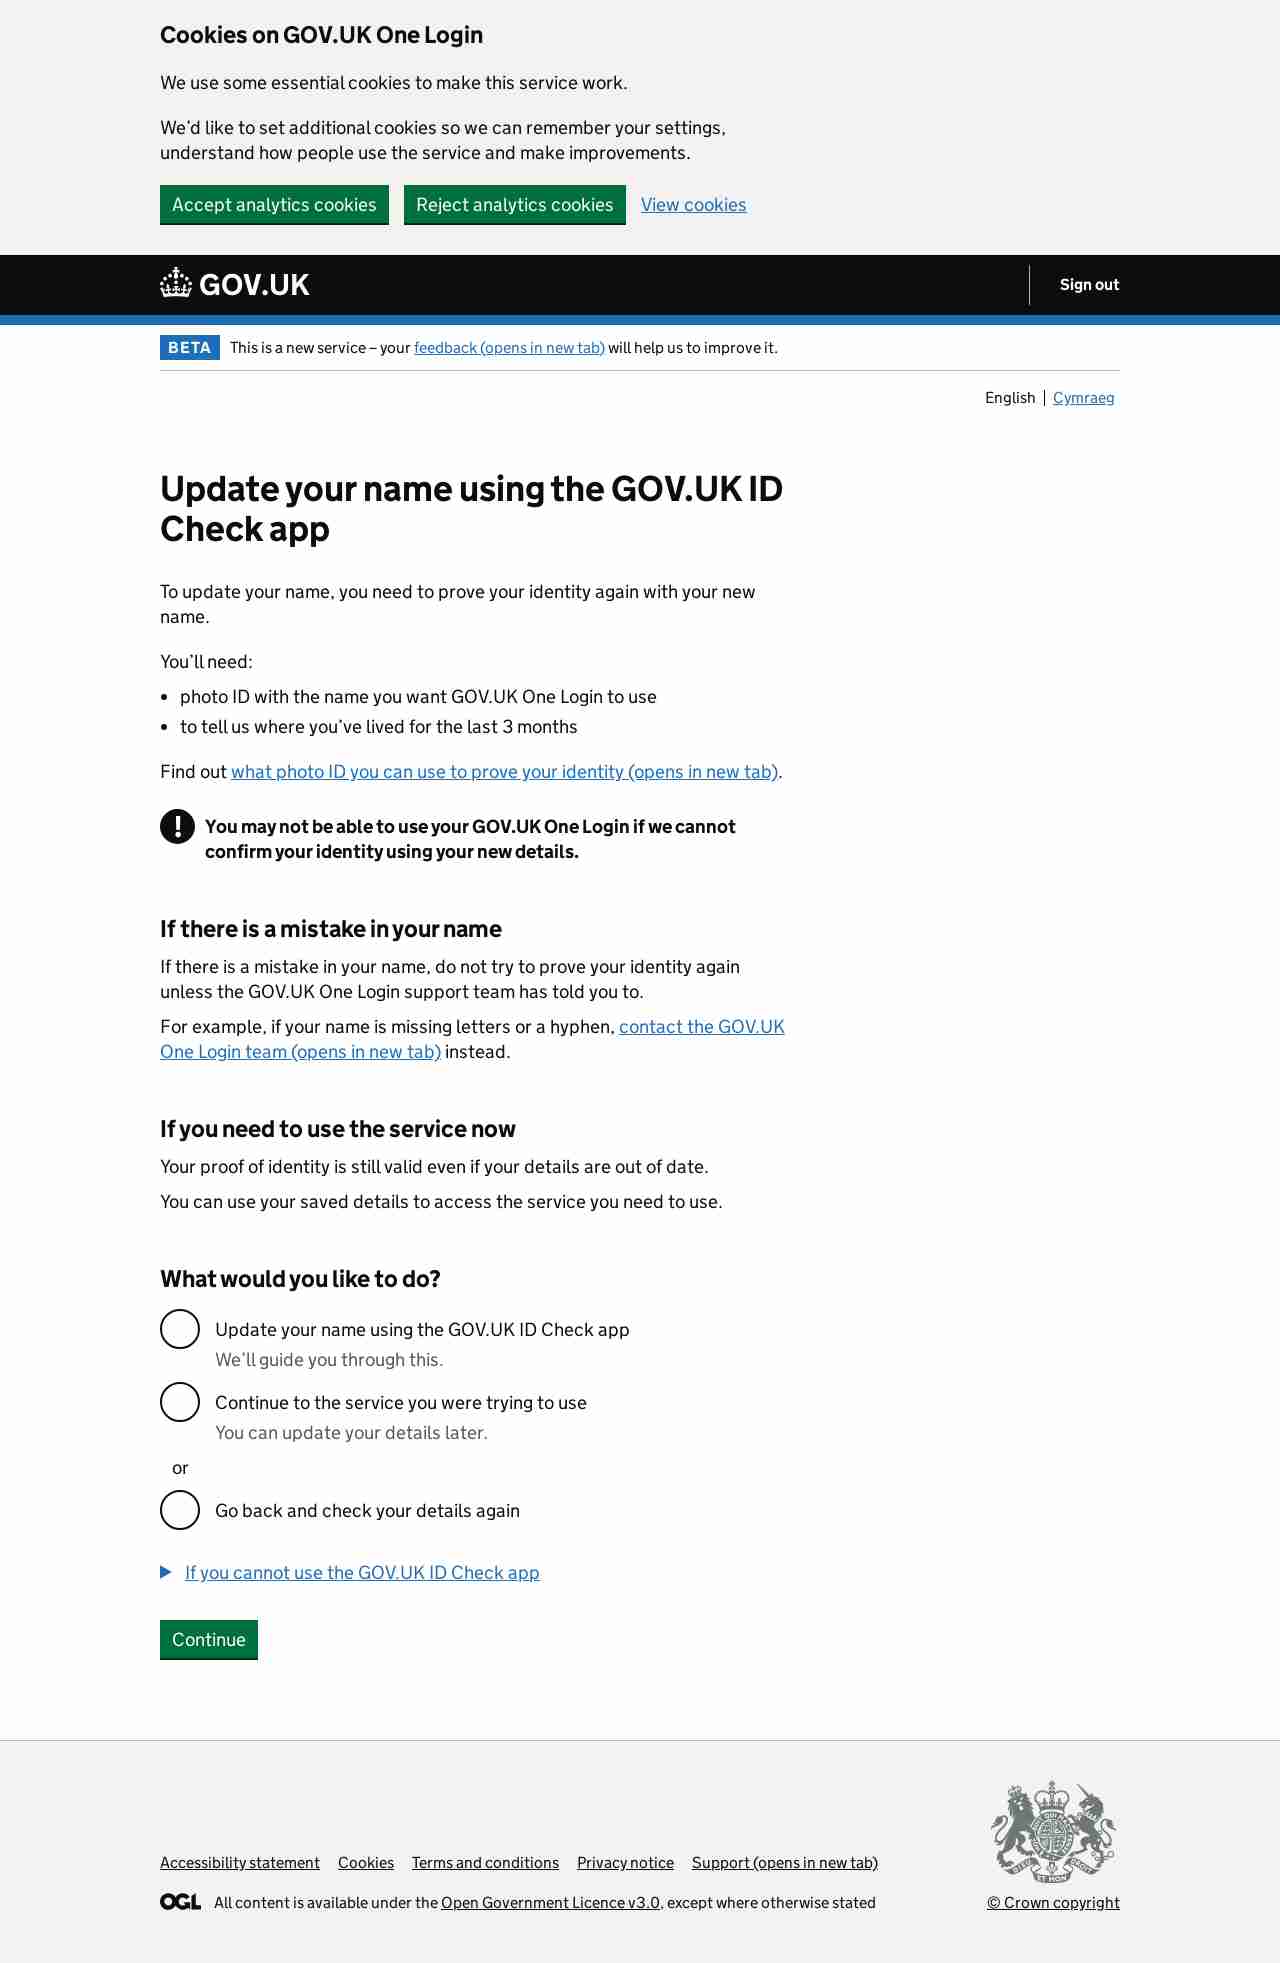 Cookies on GOV.UK One Login
We use some essential cookies to make this service work.
We’d like to set additional cookies so we can remember your settings,
understand how people use the service and make improvements.
Accept analytics cookies Reject analytics cookies View cookies
GOV.UK Sign out
BETA This is a new service – your feedback (opens in new tab) will help us to improve it.
English Cymraeg
Update your name using the GOV.UK ID
Check app
To update your name, you need to prove your identity again with your new
name.
You’ll need:
• photo ID with the name you want GOV.UK One Login to use
• to tell us where you’ve lived for the last 3 months
Find out what photo ID you can use to prove your identity (opens in new tab).
! You may not be able to use your GOV.UK One Login if we cannot
confirm your identity using your new details.
If there is a mistake in your name
If there is a mistake in your name, do not try to prove your identity again
unless the GOV.UK One Login support team has told you to.
For example, if your name is missing letters or a hyphen, contact the GOV.UK
One Login team (opens in new tab) instead.
If you need to use the service now
Your proof of identity is still valid even if your details are out of date.
You can use your saved details to access the service you need to use.
What would you like to do?
Update your name using the GOV.UK ID Check app
We’ll guide you through this.
Continue to the service you were trying to use
You can update your details later.
or
Go back and check your details again
If you cannot use the GOV.UK ID Check app
Continue
Accessibility statement Cookies Terms and conditions Privacy notice Support (opens in new tab)
OGL All content is available under the Open Government Licence v3.0, except where otherwise stated
© Crown copyright